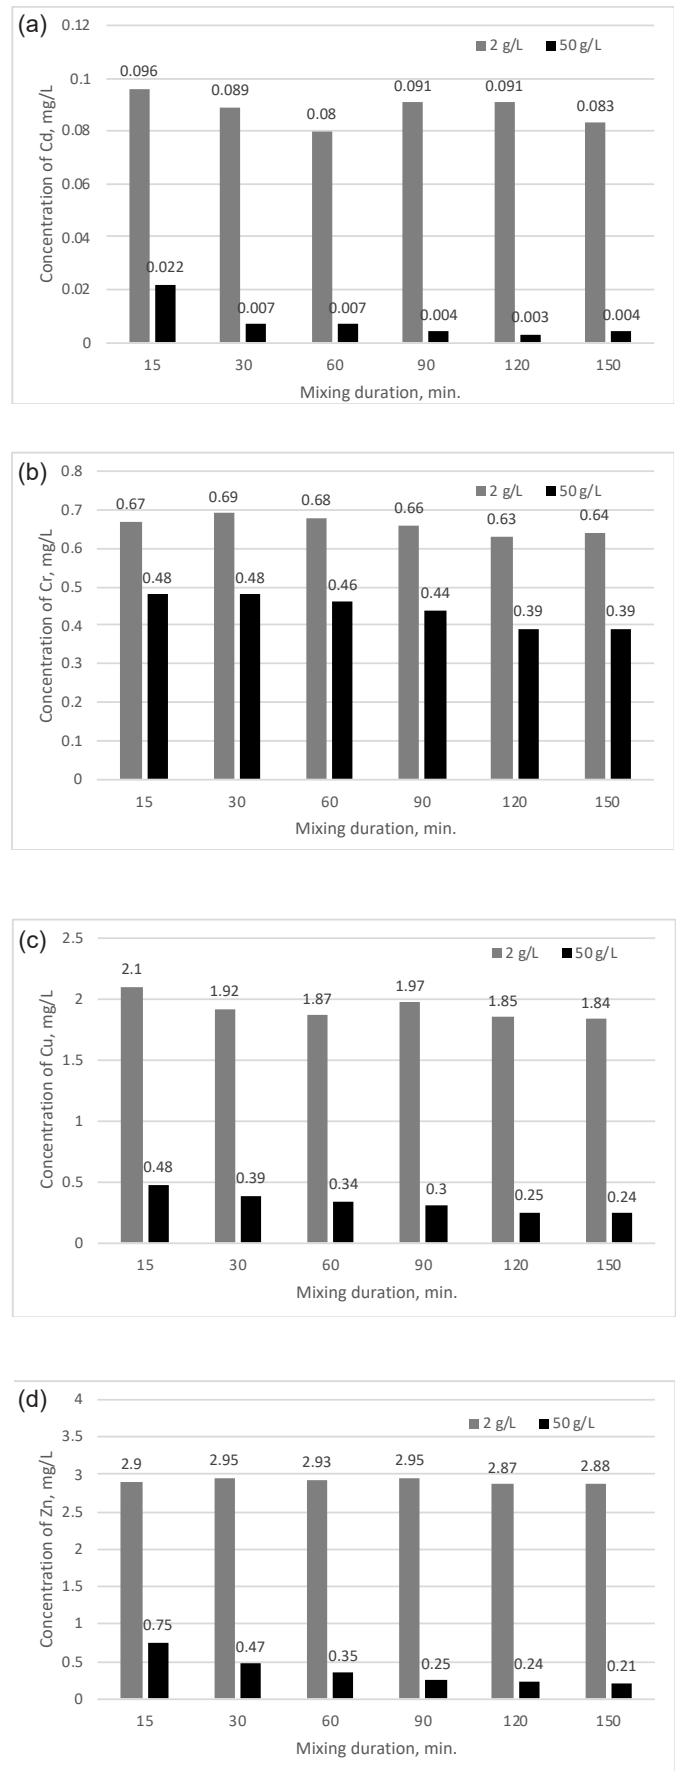 (a)
0.12
2 g/L 50 g/L
0.096 0.089 0.08 0.091 0.091 0.083
0.1
0.08
0.06
0.04
0.02
0
0.022 0.007 0.007 0.004 0.003 0.004
Concentration of Cd, mg/L
15 30 60 90 120 150
Mixing duration, min.
(b)
0.8
2 g/L 50 g/L
0.67 0.69 0.68 0.66 0.63 0.64
0.7
0.6
0.5
0.4
0.3
0.2
0.1
0
0.48 0.48 0.46 0.44 0.39 0.39
Concentration of Cr, mg/L
15 30 60 90 120 150
Mixing duration, min.
(c)
2.5
2 g/L 50 g/L
2.1 1.92 1.87 1.97 1.85 1.84
2
1.5
1
0.5
0
0.48 0.39 0.34 0.3 0.25 0.24
Concentration of Cu, mg/L
15 30 60 90 120 150
Mixing duration, min.
(d)
4
2 g/L 50 g/L
3.5
2.9 2.95 2.93 2.95 2.87 2.88
3
2.5
2
1.5
1
0.5
0
0.75 0.47 0.35 0.25 0.24 0.21
Concentration of Zn, mg/L
15 30 60 90 120 150
Mixing duration, min.